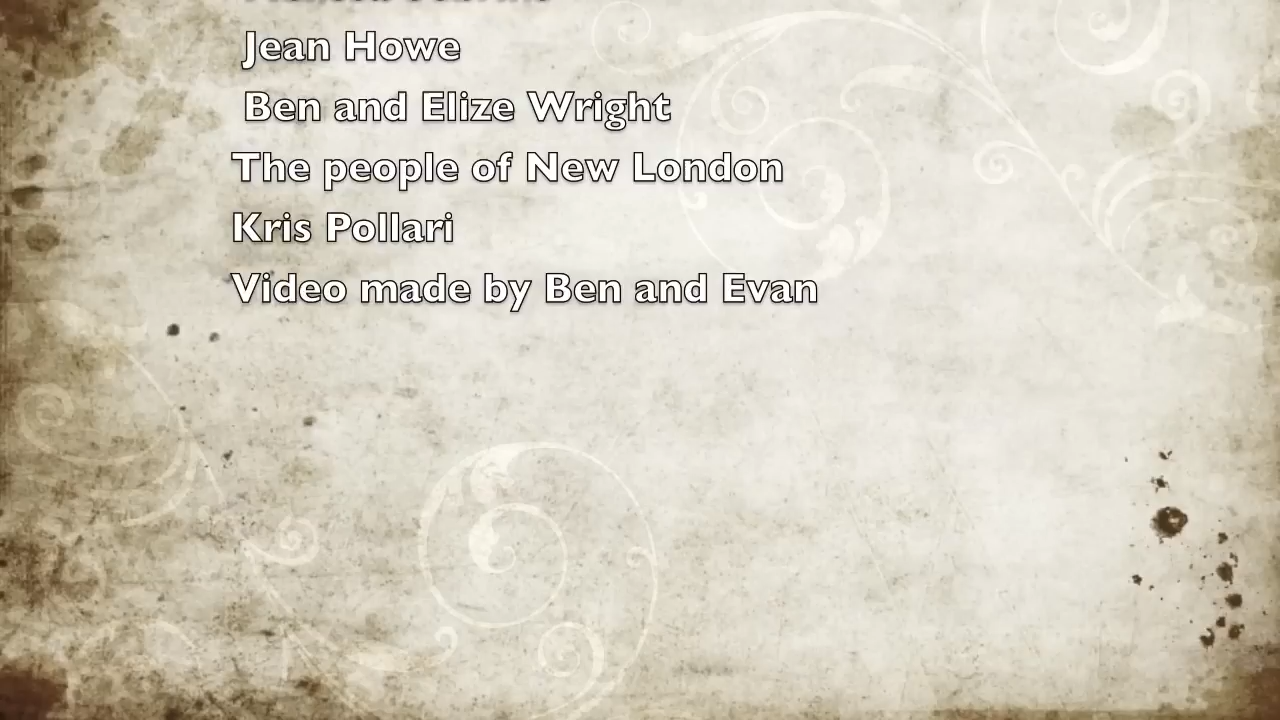 Jean Howe
Ben and Elize Wright
The people of New London
Kris Pollari
Video made by Ben and Evan